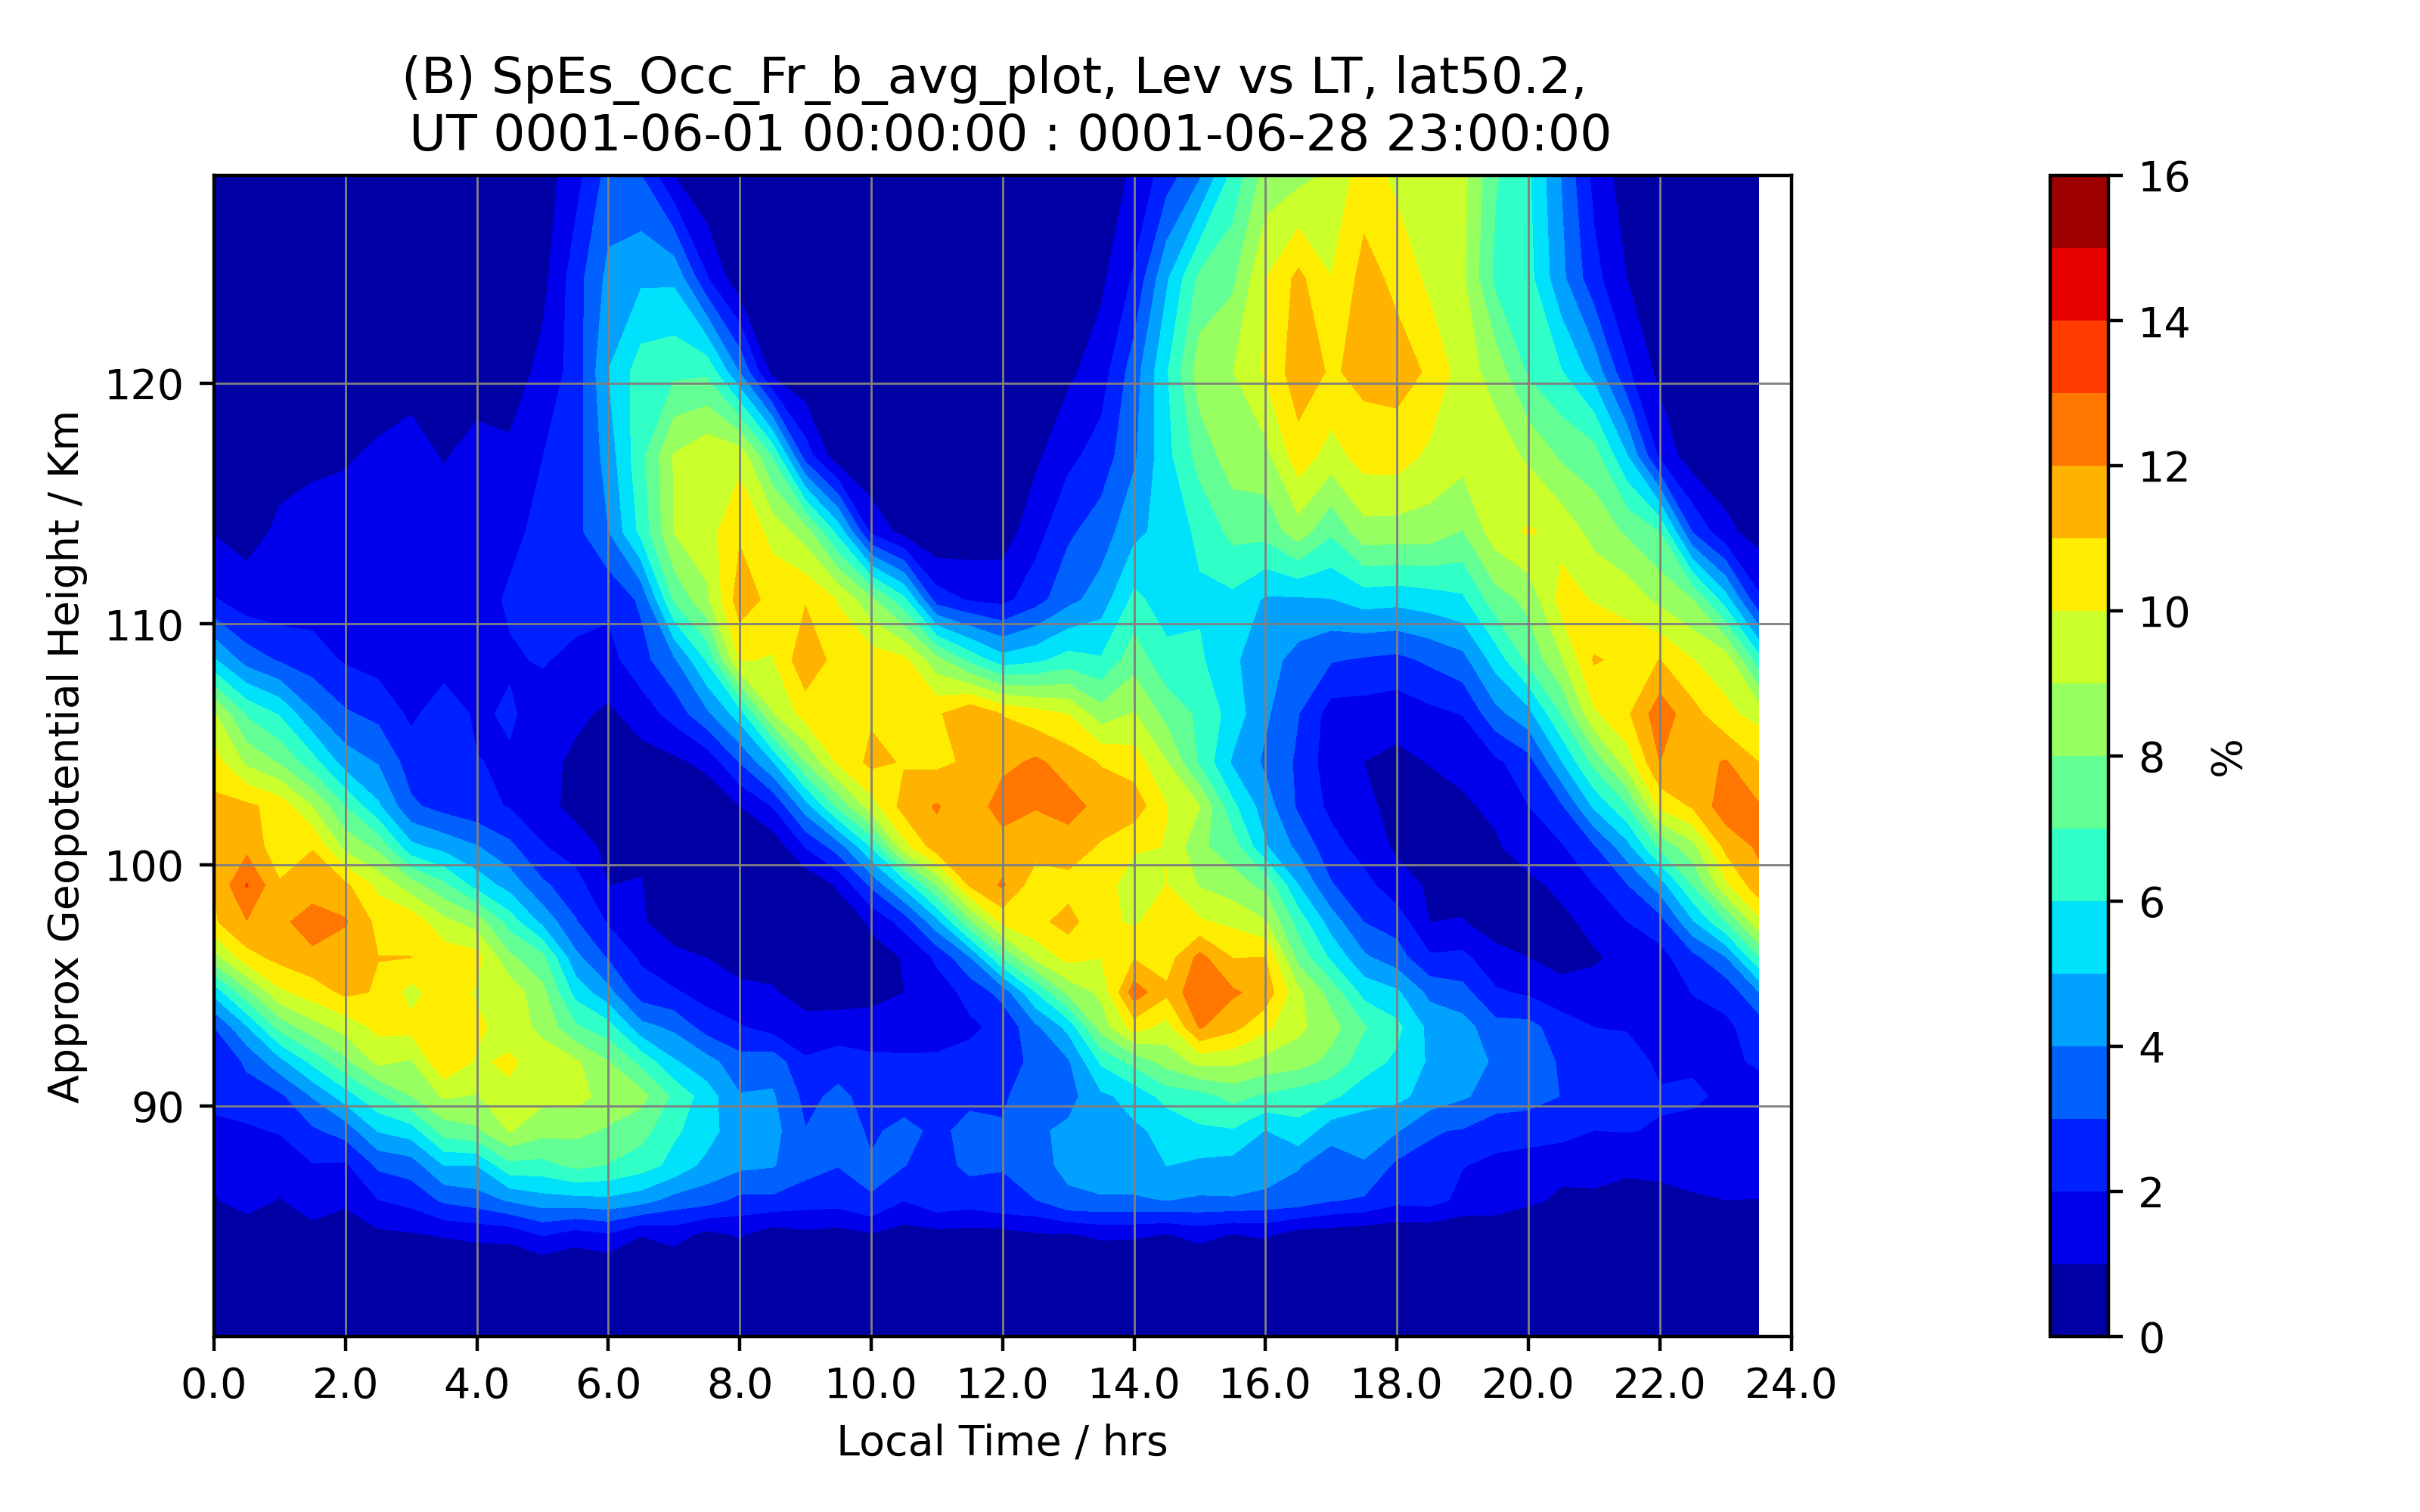 (B) SpEs_Occ_Fr_b_avg_plot, Lev vs LT, lat50.2,
UT 0001-06-01 00:00:00 : 0001-06-28 23:00:00
Approx Geopotential Height / Km
120
110
100
90
0.0 2.0 4.0 6.0 8.0 10.0 12.0 14.0 16.0 18.0 20.0 22.0 24.0
Local Time / hrs
16
14
12
10
8
6
4
2
0
%